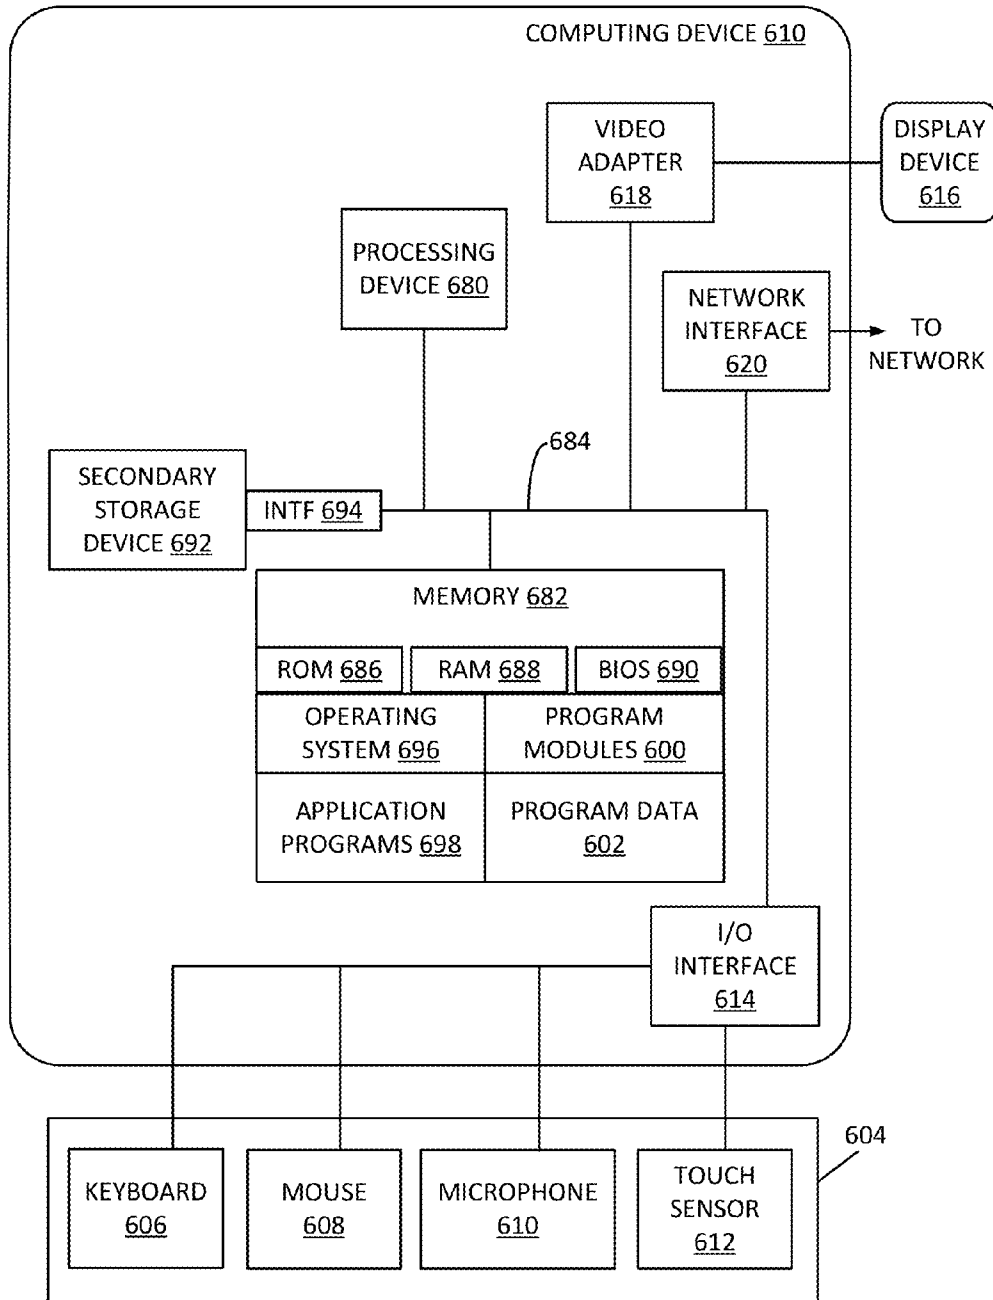 COMPUTING DEVICE 610
VIDEO
ADAPTER
618
DISPLAY
DEVICE
616
PROCESSING
DEVICE 680
NETWORK
INTERFACE
620
TO
NETWORK
684
SECONDARY
STORAGE
DEVICE 692
INTF 694
MEMORY 682
ROM 686
RAM 688
BIOS 690
OPERATING
SYSTEM 696
PROGRAM
MODULES 600
APPLICATION
PROGRAMS 698
PROGRAM DATA
602
I/O
INTERFACE
614
604
KEYBOARD
606
MOUSE
608
MICROPHONE
610
TOUCH
SENSOR
612